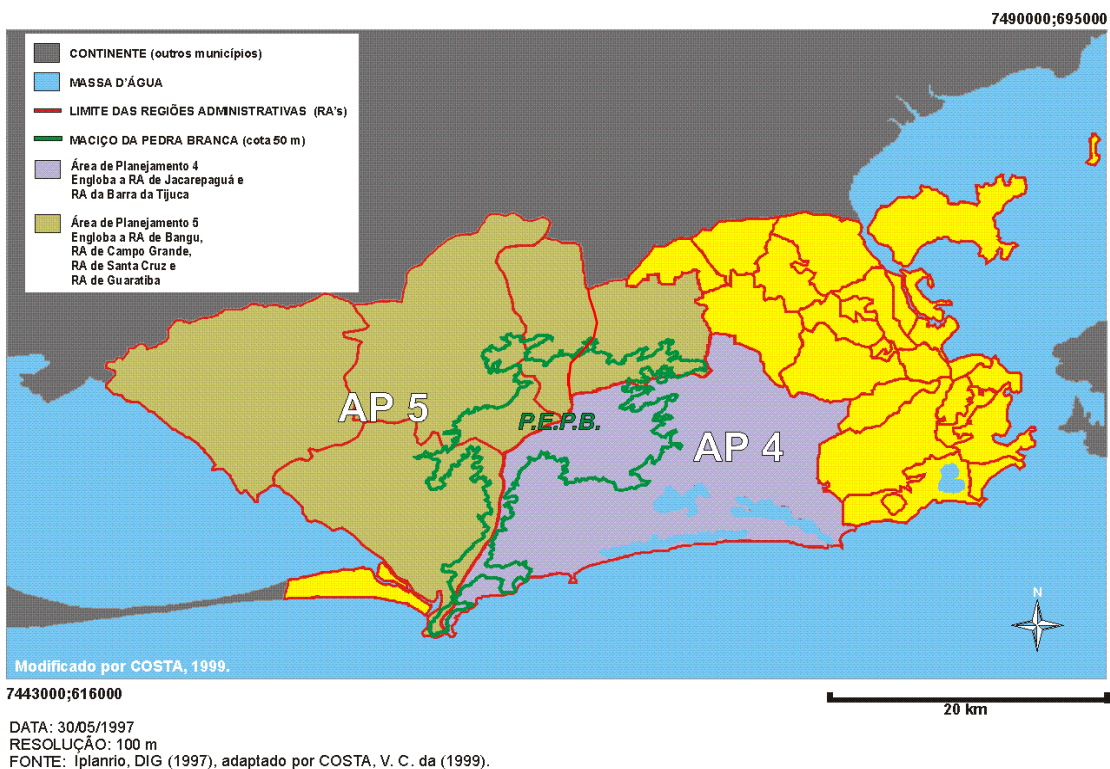 7490000;695000
CONTINENTE (outros municípios)
MASSA D'ÁGUA
LIMITE DAS REGIÕES ADMINISTRATIVAS (RA's)
MACIÇO DA PEDRA BRANCA (cota 50 m)
Área de Planejamento 4
Engloba a RA de Jacarepaguá e
RA da Barra da Tijuca
Área de Planejamento 5
Engloba a RA de Bangu,
RA de Campo Grande,
RA de Santa Cruz e
RA de Guaratiba
AP 5
P.E.P.B.
AP 4
N
Modificado por COSTA, 1999.
7443000;616000
20 km
DATA: 30/05/1997
RESOLUÇÃO: 100 m
FONTE: Iplanrio, DIG (1997), adaptado por COSTA, V. C. da (1999).